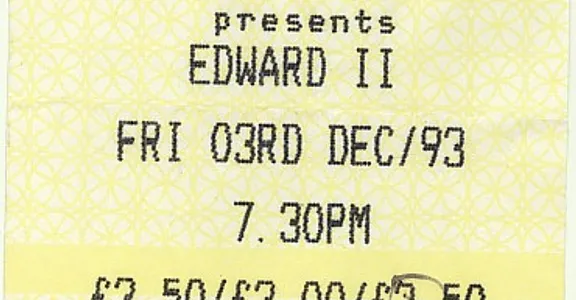 presents
EDWARD II
FRI 03RD DEC/93
7.30PM